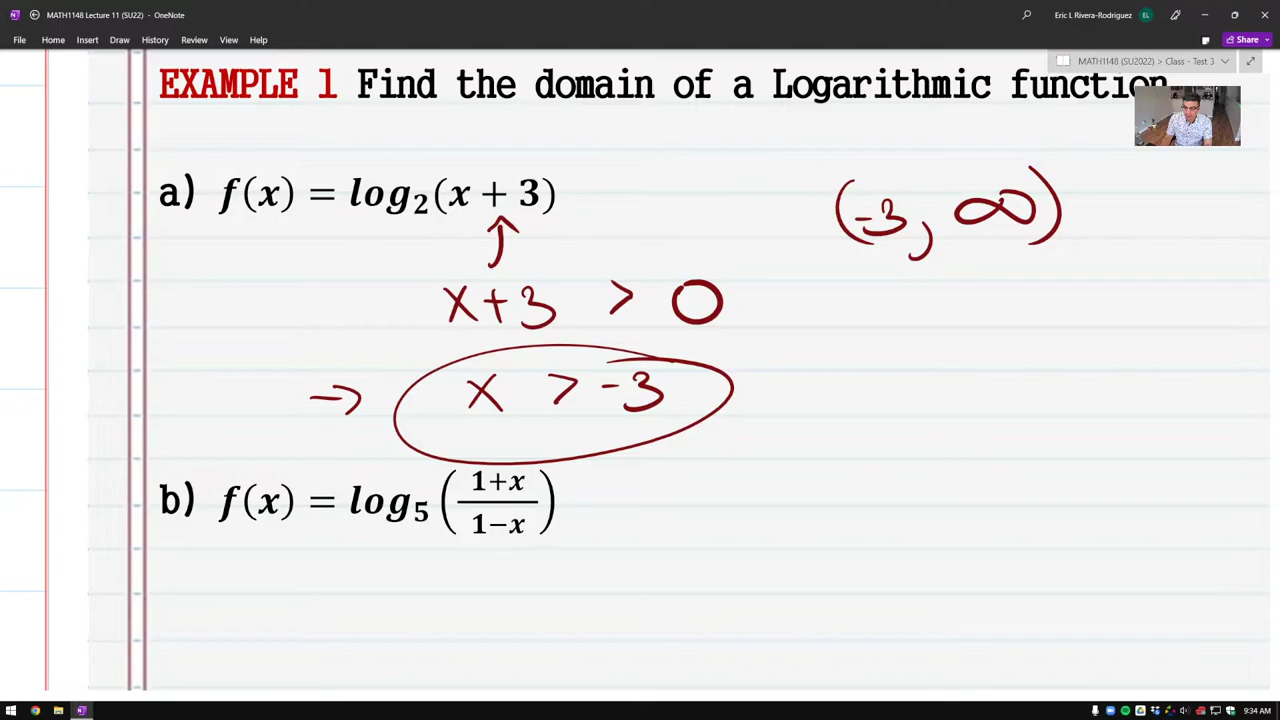 MATH1148 Lecture 11 (SU22) - OneNote
Eric L Rivera-Rodriguez EL
File Home Insert Draw History Review View Help
Share
MATH1148 (SU2022) > Class - Test 3
EXAMPLE 1 Find the domain of a Logarithmic function
a) f(x) = log₂(x + 3)
(-3, ∞)
x+3 > 0
→ x > -3
b) f(x) = log₅((1+x)/(1−x))
9:34 AM